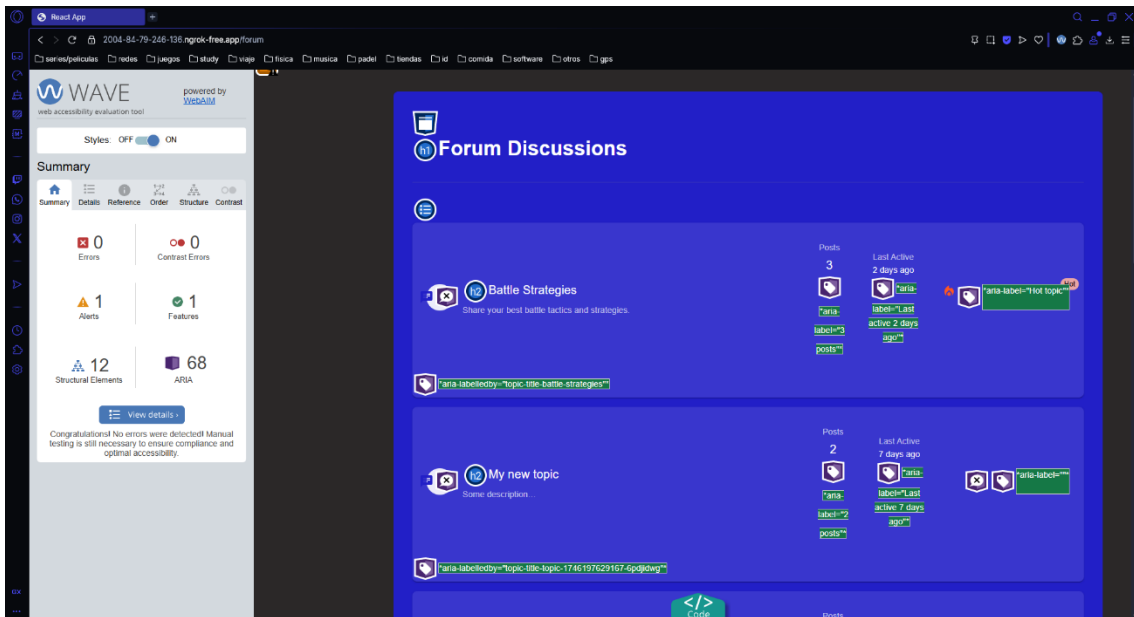 React App
2004-84-79-246-136.ngrok-free.app/forum
series/peliculas redes juegos study viaje fisica musica padel tiendas id comida software otros gps
WAVE
web accessibility evaluation tool
powered by
WebAIM
Styles: OFF ON
Summary
Summary Details Reference Order Structure Contrast
0
Errors
0
Contrast Errors
1
Alerts
1
Features
12
Structural Elements
68
ARIA
View details ›
Congratulations! No errors were detected! Manual
testing is still necessary to ensure compliance and
optimal accessibility.
h1 Forum Discussions
h2 Battle Strategies
Share your best battle tactics and strategies.
Posts
3
*aria-
label="3
posts"*
Last Active
2 days ago
*aria-
label="Last
active 2 days
ago"*
*aria-label="Hot topic"*
Hot
*aria-labelledby="topic-title-battle-strategies"*
h2 My new topic
Some description...
Posts
2
*aria-
label="2
posts"*
Last Active
7 days ago
*aria-
label="Last
active 7 days
ago"*
*aria-label=""*
*aria-labelledby="topic-title-topic-1746197629167-6pdjidwg"*
</>
Code
Posts
GX